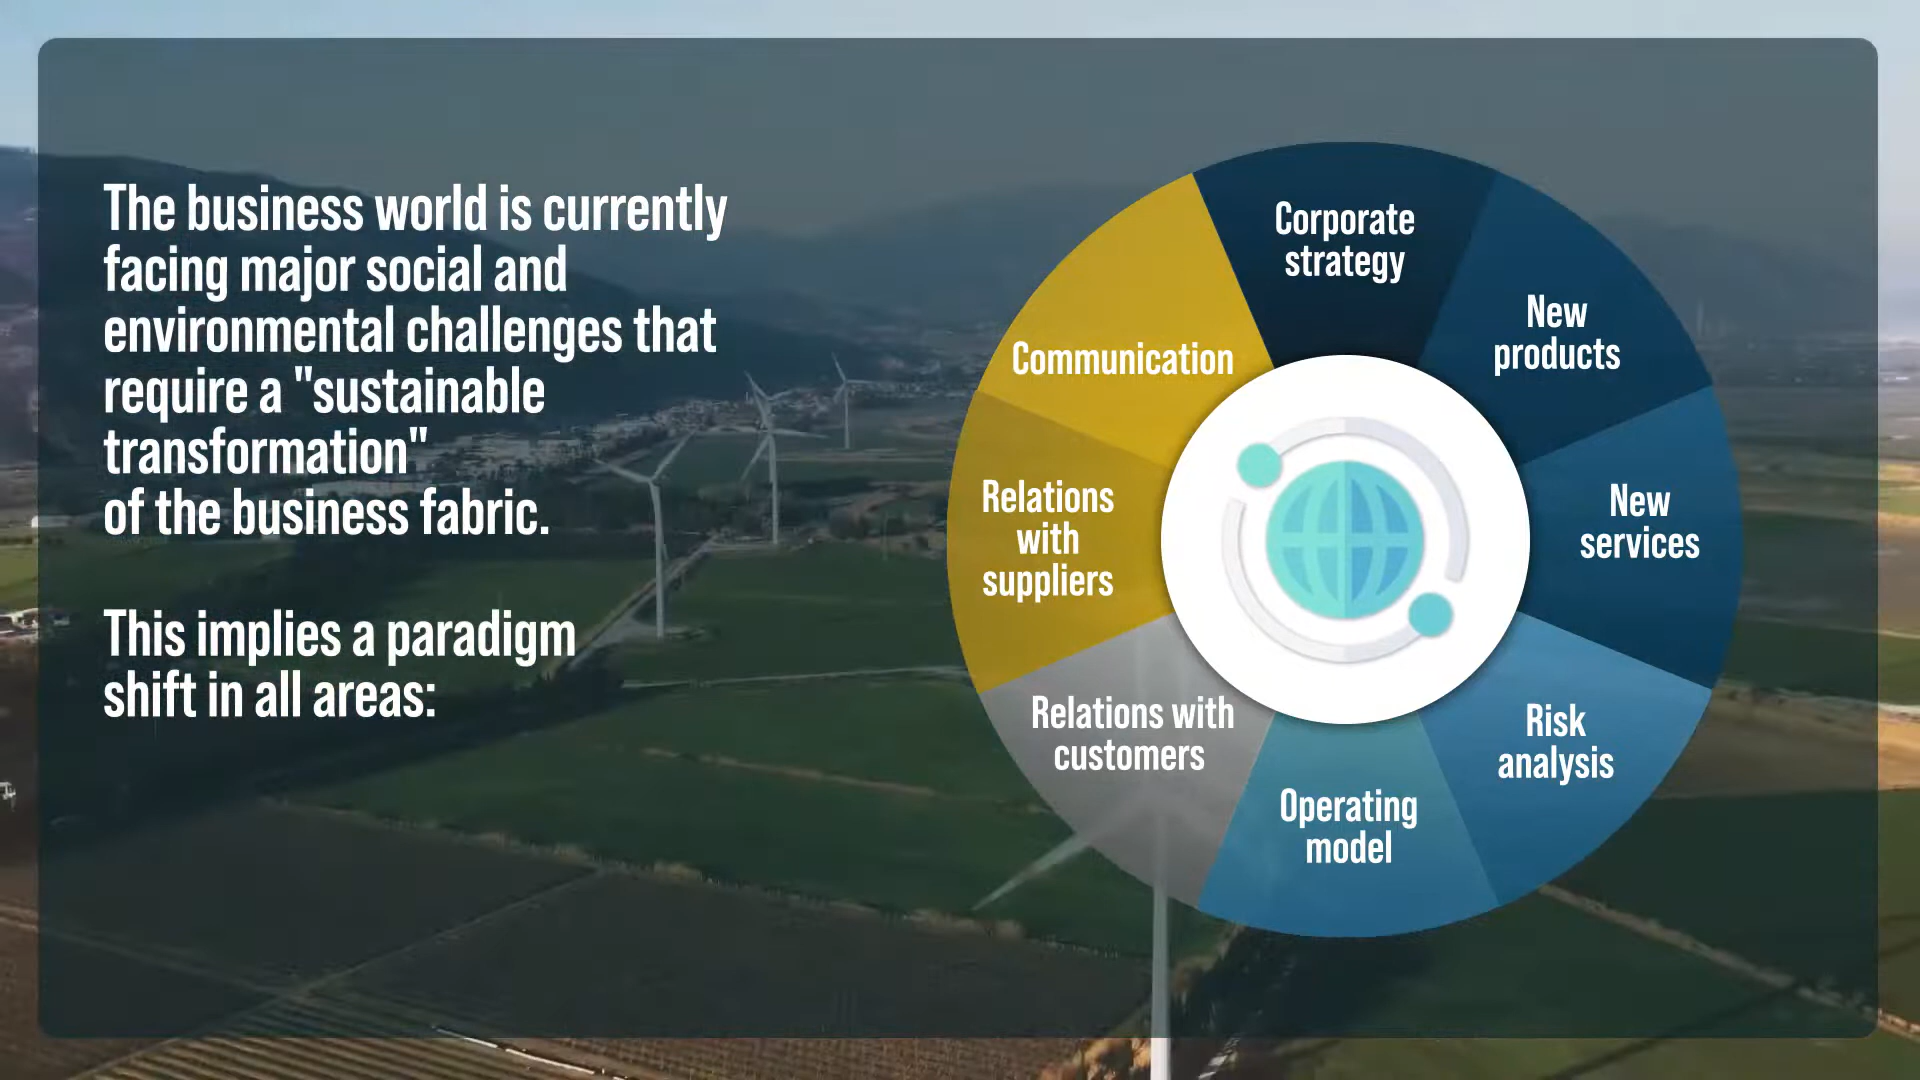 The business world is currently
facing major social and
environmental challenges that
require a "sustainable
transformation"
of the business fabric.
This implies a paradigm
shift in all areas:
Corporate
strategy
New
products
New
services
Risk
analysis
Operating
model
Relations with
customers
Relations
with
suppliers
Communication